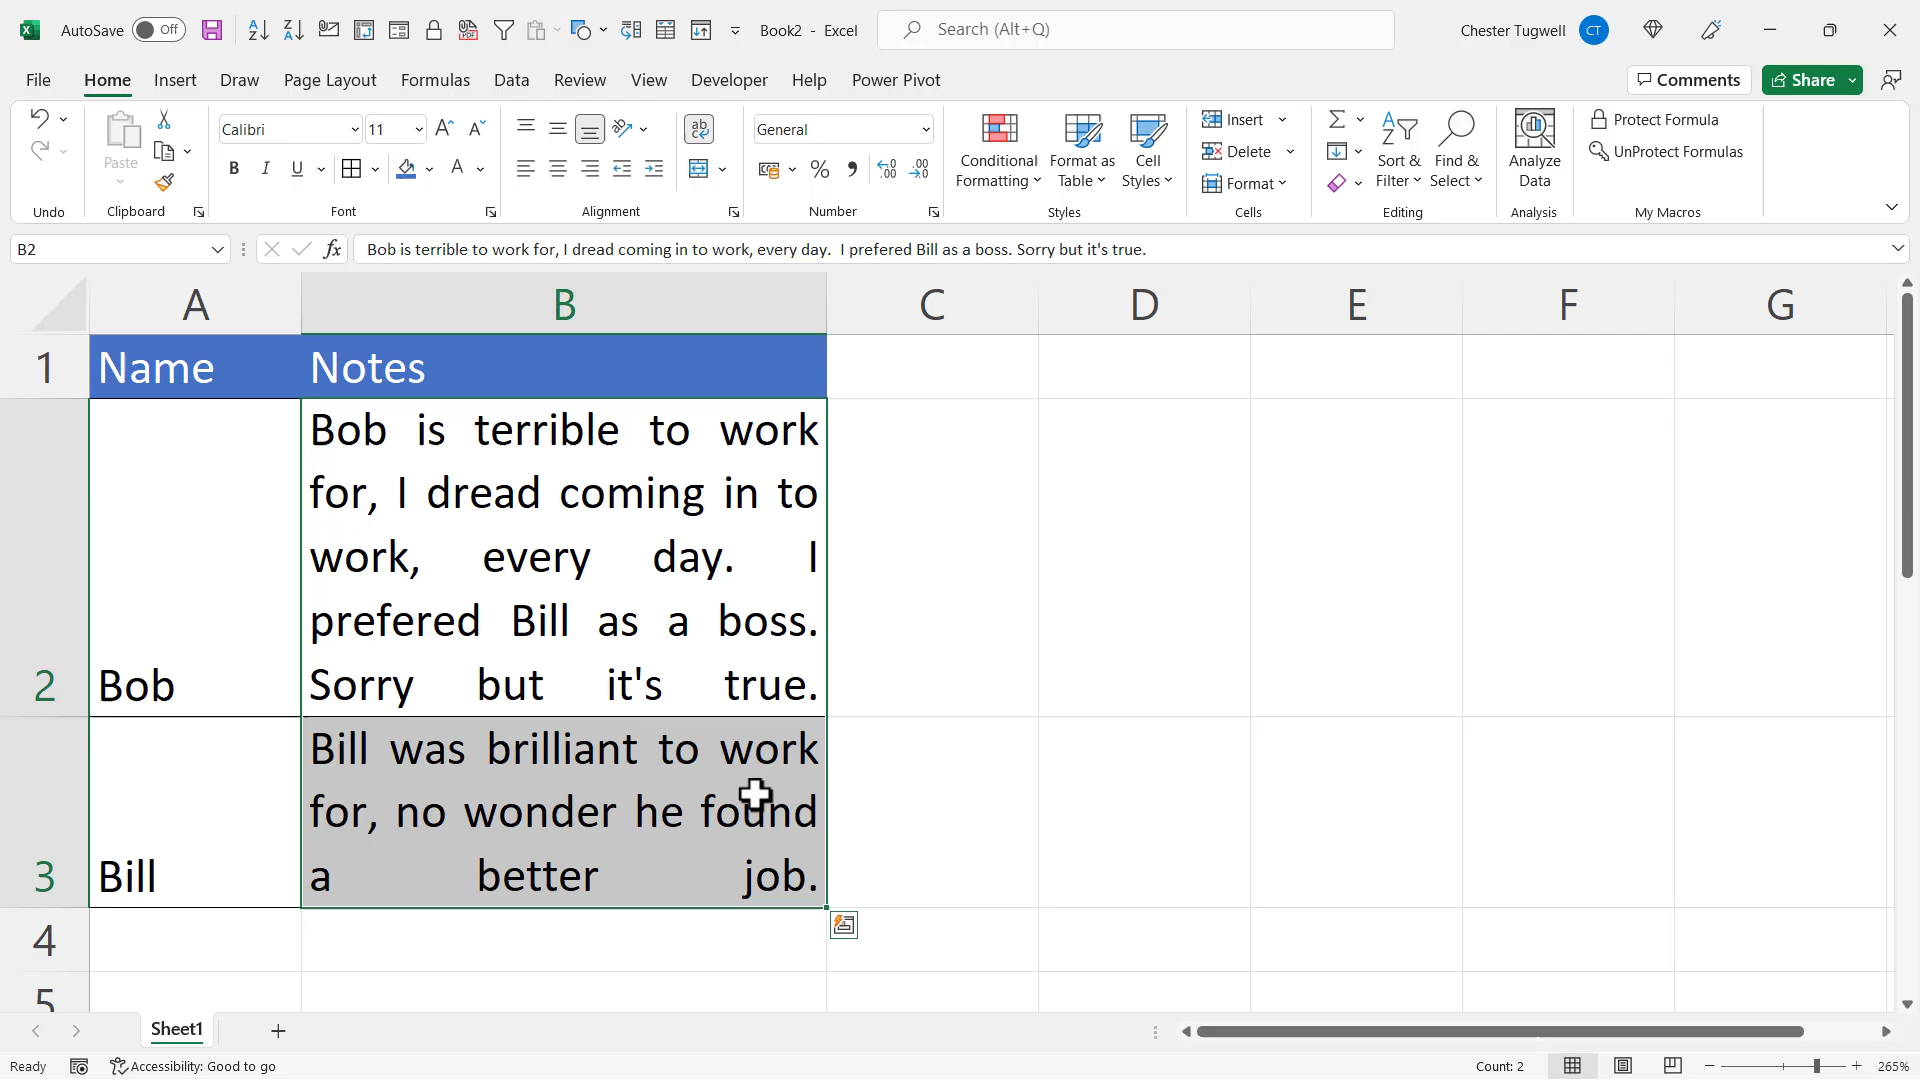 AutoSave Off Book2 - Excel Search (Alt+Q) Chester Tugwell CT
File Home Insert Draw Page Layout Formulas Data Review View Developer Help Power Pivot Comments Share
Calibri 11 General Insert Protect Formula
Paste Conditional Formatting Format as Table Cell Styles Delete Sort & Filter Find & Select Analyze Data UnProtect Formulas
B I U A ab % Format
Undo Clipboard Font Alignment Number Styles Cells Editing Analysis My Macros
B2 fx Bob is terrible to work for, I dread coming in to work, every day.  I prefered Bill as a boss. Sorry but it's true.
A B C D E F G
1 Name Notes
Bob is terrible to work
for, I dread coming in to
work, every day. I
prefered Bill as a boss.
2 Bob Sorry but it's true.
Bill was brilliant to work
for, no wonder he found
3 Bill a better job.
4
5
Sheet1
Ready Accessibility: Good to go Count: 2 265%